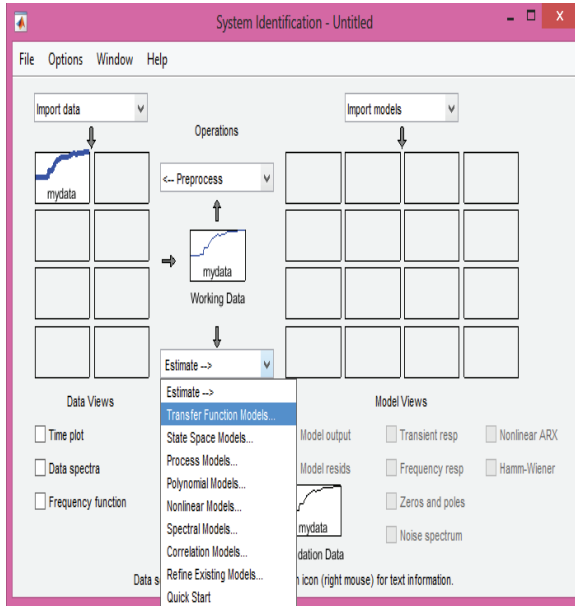 System Identification - Untitled
File Options Window Help
Import data
Import models
Operations
mydata
<-- Preprocess
mydata
Working Data
Estimate -->
Estimate -->
Transfer Function Models...
State Space Models...
Process Models...
Polynomial Models...
Nonlinear Models...
Spectral Models...
Correlation Models...
Refine Existing Models...
Quick Start
Data Views
Time plot
Data spectra
Frequency function
Model Views
Model output
Transient resp
Nonlinear ARX
Model resids
Frequency resp
Hamm-Wiener
Zeros and poles
Noise spectrum
mydata
dation Data
Data s
icon (right mouse) for text information.